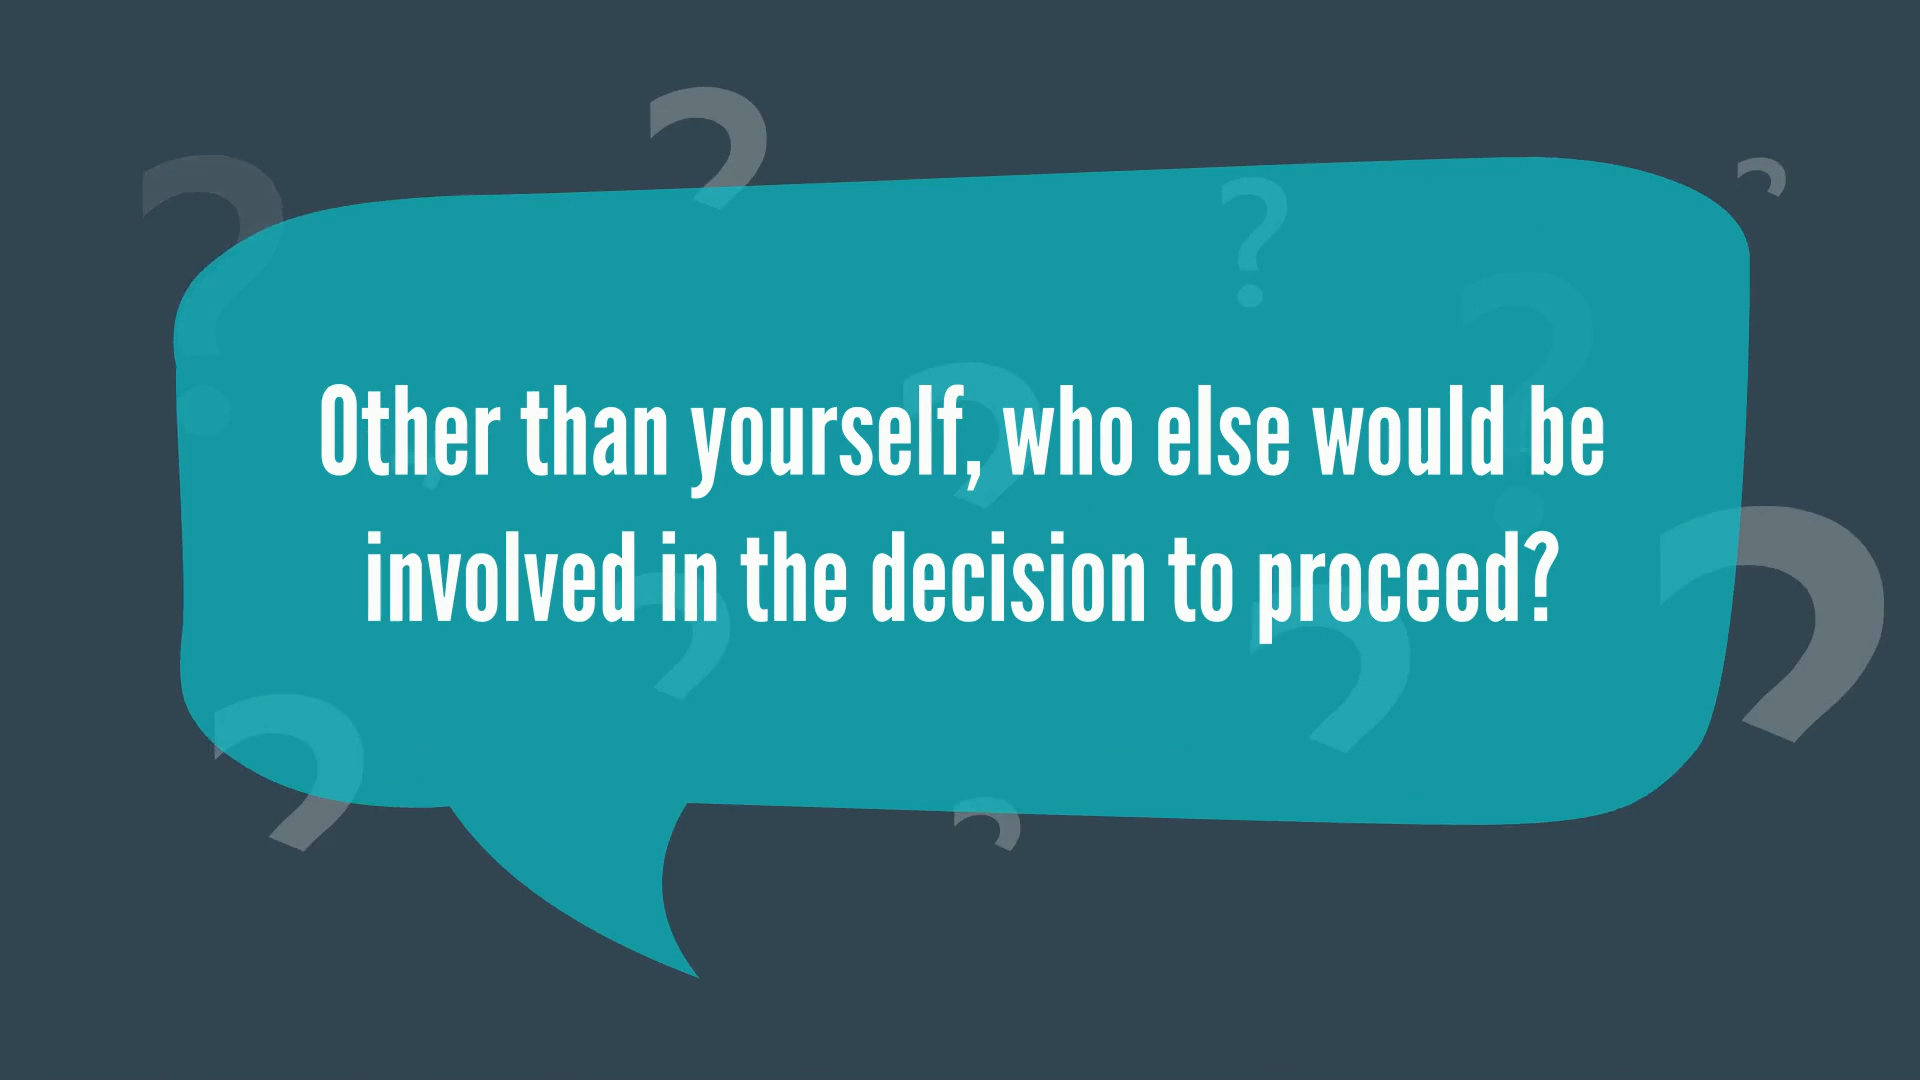 Other than yourself, who else would be
involved in the decision to proceed?